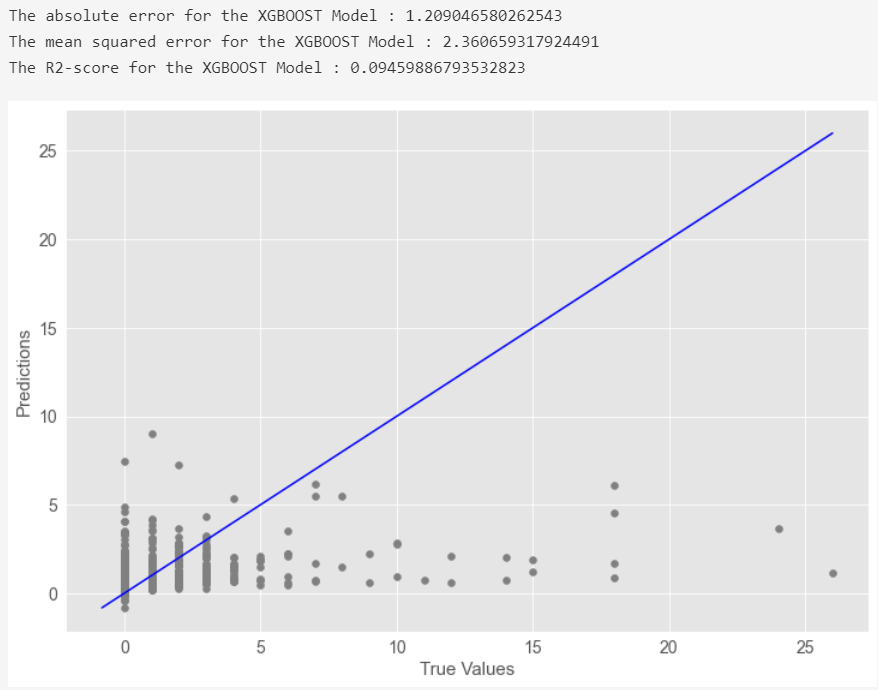 The absolute error for the XGBOOST Model : 1.209046580262543
The mean squared error for the XGBOOST Model : 2.360659317924491
The R2-score for the XGBOOST Model : 0.09459886793532823
25
20
15
10
5
0
Predictions
0 5 10 15 20 25
True Values